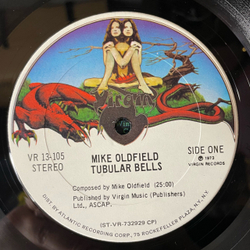 Virgin
VR 13-105
STEREO
MIKE OLDFIELD
TUBULAR BELLS
SIDE ONE
℗ 1973
VIRGIN RECORDS
Composed by Mike Oldfield (25:00)
Published by Virgin Music (Publishers)
Ltd., ASCAP.
(ST-VR-732929 CP)
DIST. BY ATLANTIC RECORDING CORP., 75 ROCKEFELLER PLAZA, N.Y., N.Y.